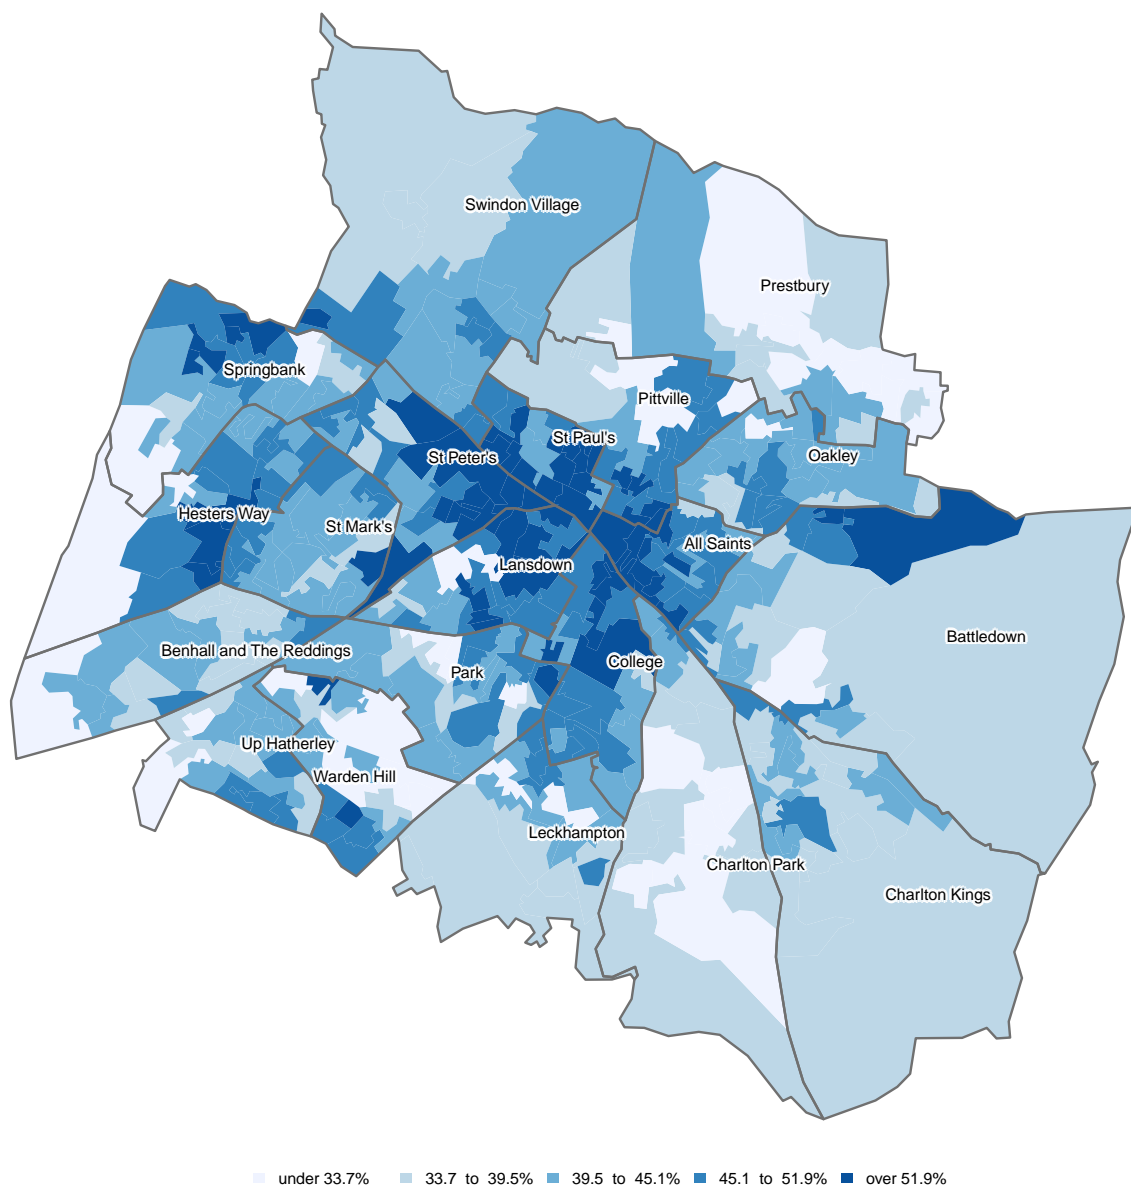 Swindon Village
Prestbury
Springbank
Pittville
St Paul's
St Peter's
Oakley
Hesters Way
St Mark's
All Saints
Lansdown
Battledown
Benhall and The Reddings
College
Park
Up Hatherley
Warden Hill
Leckhampton
Charlton Park
Charlton Kings
under 33.7% 33.7 to 39.5% 39.5 to 45.1% 45.1 to 51.9% over 51.9%